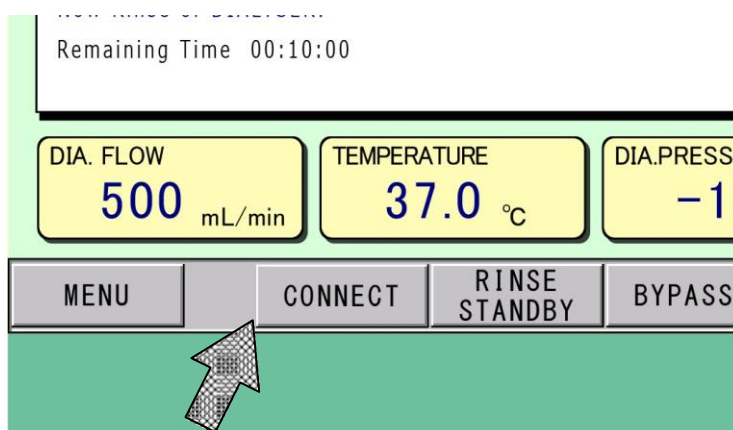 Remaining Time 00:10:00
DIA. FLOW
500 mL/min
TEMPERATURE
37.0 ℃
DIA.PRESS
-1
MENU
CONNECT
RINSE
STANDBY
BYPASS